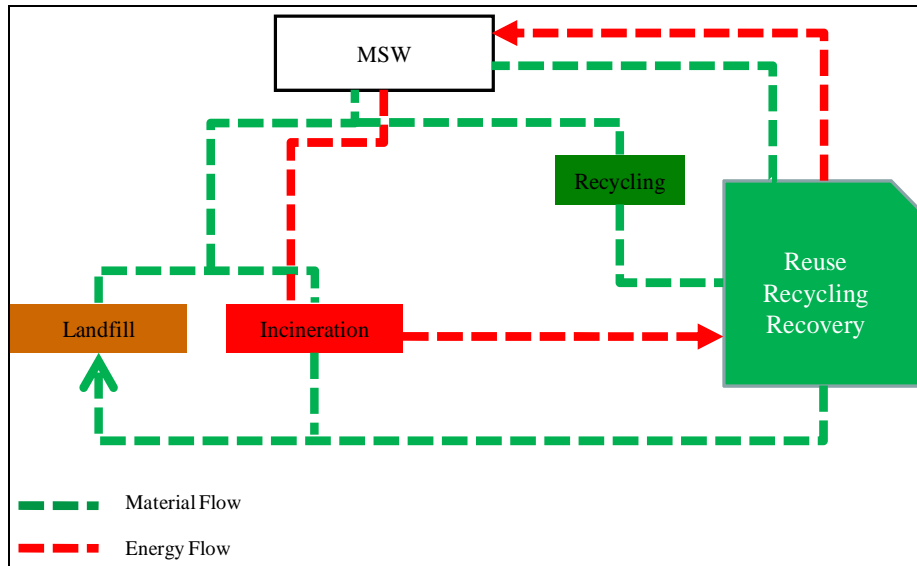 MSW
Recycling
Reuse
Recycling
Recovery
Landfill
Incineration
Material Flow
Energy Flow